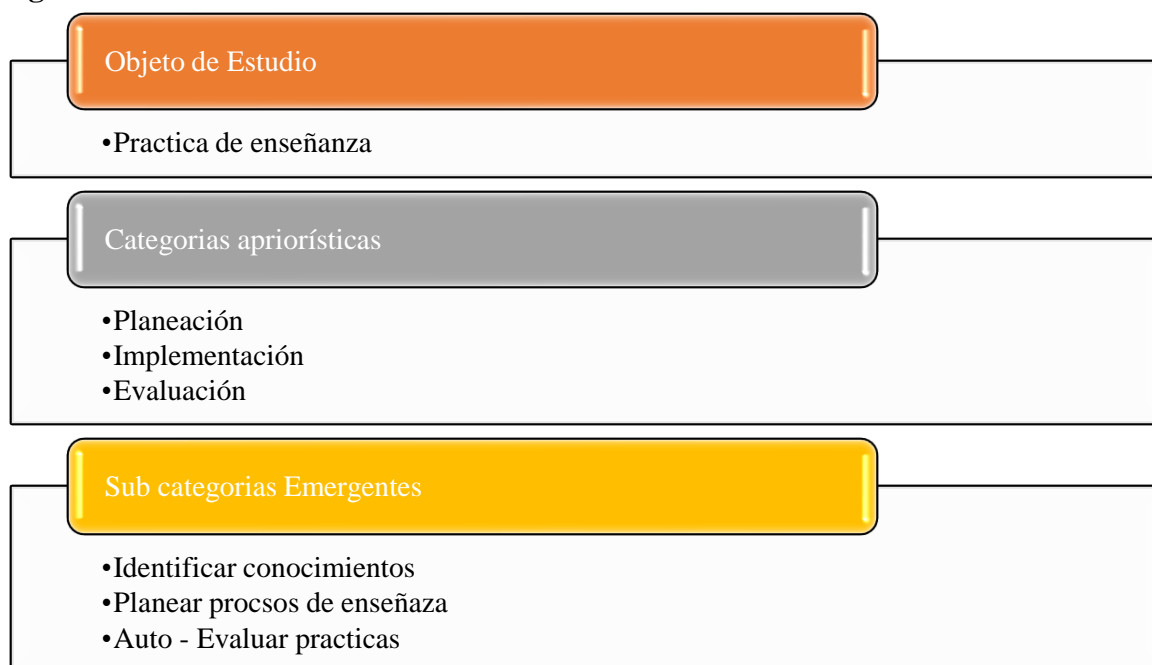 Objeto de Estudio
•Practica de enseñanza
Categorias apriorísticas
•Planeación
•Implementación
•Evaluación
Sub categorias Emergentes
•Identificar conocimientos
•Planear procsos de enseñaza
•Auto - Evaluar practicas